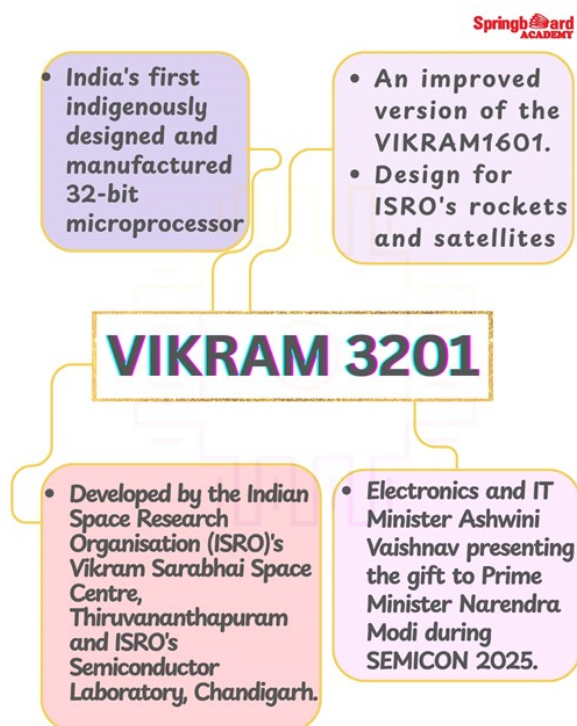 Springboard
ACADEMY
• India's first
indigenously
designed and
manufactured
32-bit
microprocessor
• An improved
version of the
VIKRAM1601.
• Design for
ISRO's rockets
and satellites
VIKRAM 3201
• Developed by the Indian
Space Research
Organisation (ISRO)'s
Vikram Sarabhai Space
Centre,
Thiruvananthapuram
and ISRO's
Semiconductor
Laboratory, Chandigarh.
• Electronics and IT
Minister Ashwini
Vaishnav presenting
the gift to Prime
Minister Narendra
Modi during
SEMICON 2025.